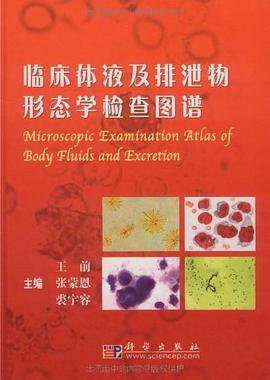 临床体液及排泄物
形态学检查图谱
Microscopic Examination Atlas of
Body Fluids and Excretion
王前
主编 张蒙恩
裘宇容
科学出版社
www.sciencep.com